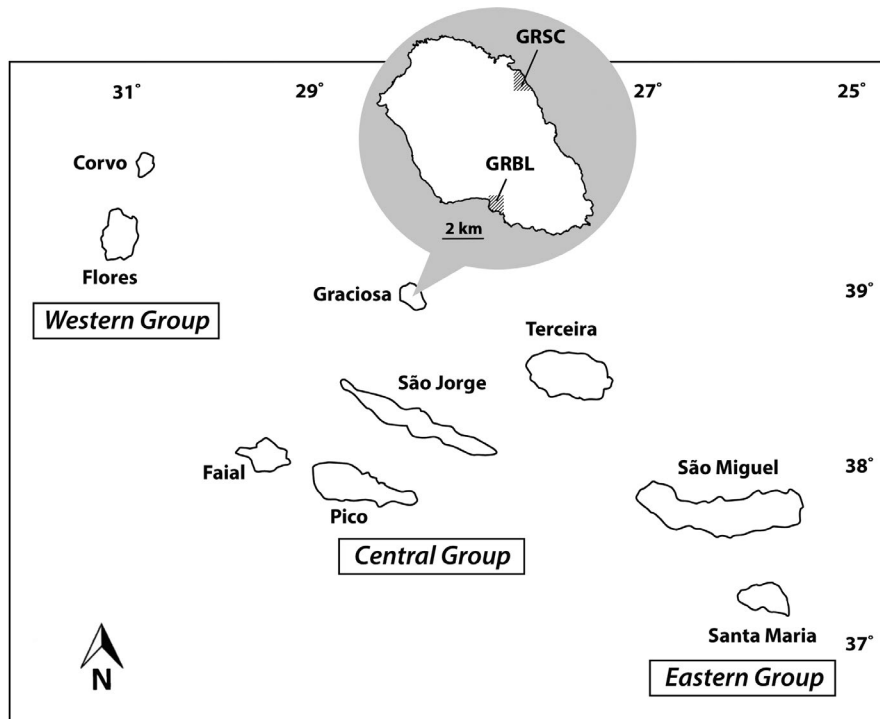 GRSC
31°
29°
27°
25°
Corvo
GRBL
2 km
Flores
Graciosa
39°
Western Group
Terceira
São Jorge
Faial
38°
São Miguel
Pico
Central Group
Santa Maria
37°
N
Eastern Group